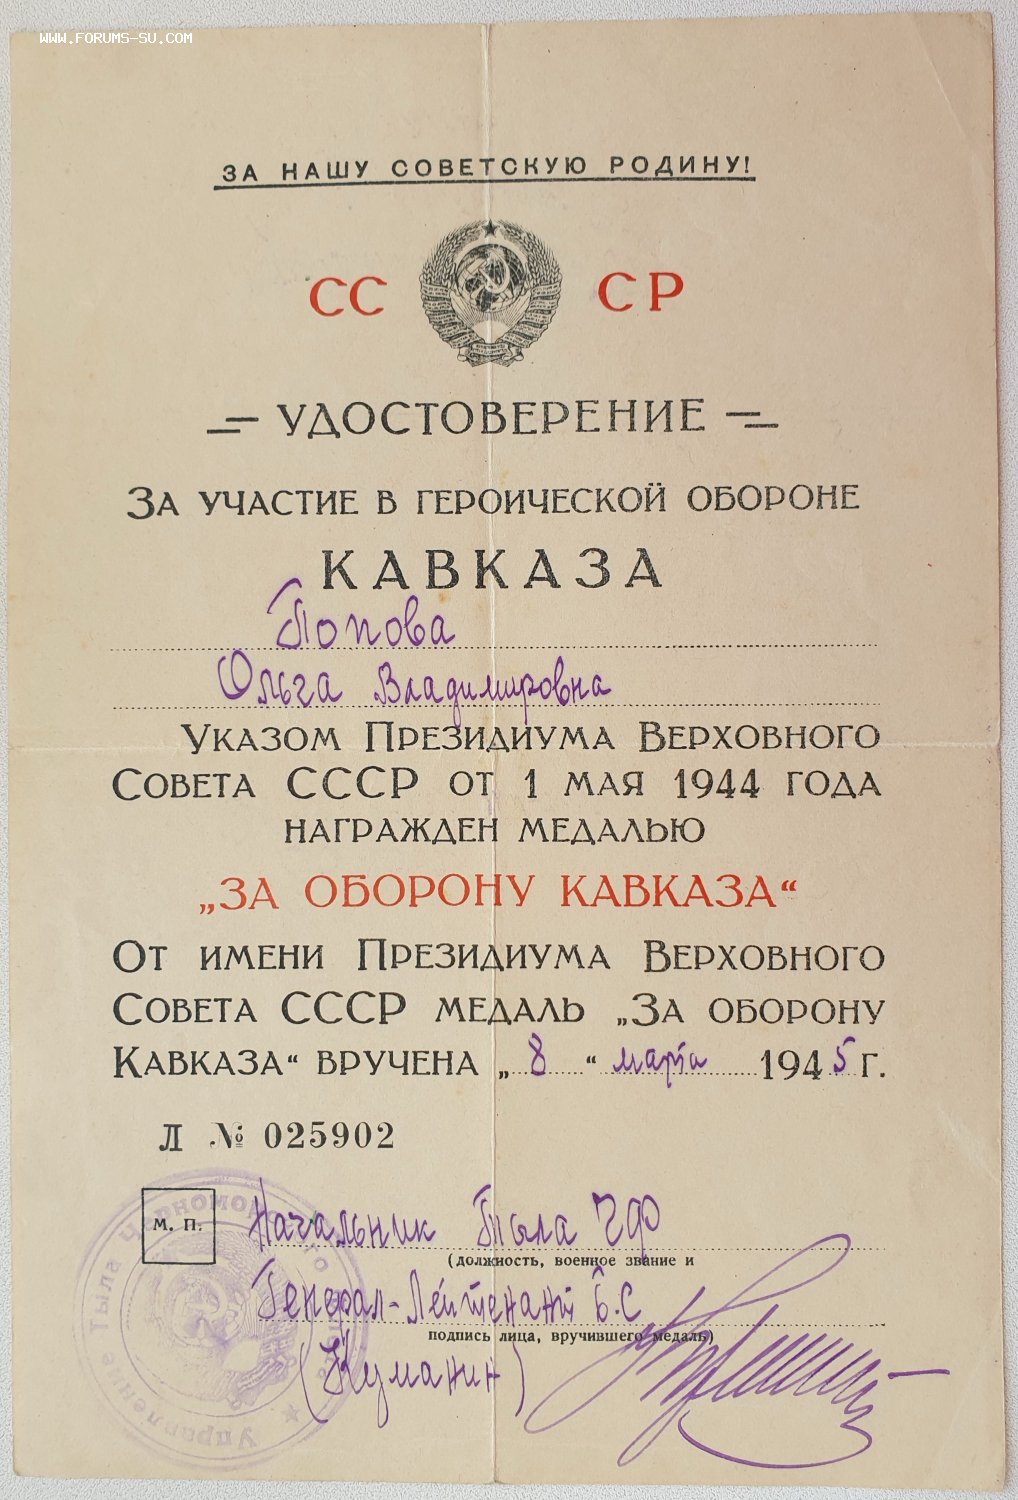 WWW.FORUMS-SU.COM
ЗА НАШУ СОВЕТСКУЮ РОДИНУ!
СС СР
УДОСТОВЕРЕНИЕ
ЗА УЧАСТИЕ В ГЕРОИЧЕСКОЙ ОБОРОНЕ
КАВКАЗА
Попова
Ольга Владимировна
УКАЗОМ ПРЕЗИДИУМА ВЕРХОВНОГО
СОВЕТА СССР ОТ 1 МАЯ 1944 ГОДА
НАГРАЖДЕН МЕДАЛЬЮ
„ЗА ОБОРОНУ КАВКАЗА“
ОТ ИМЕНИ ПРЕЗИДИУМА ВЕРХОВНОГО
СОВЕТА СССР МЕДАЛЬ „ЗА ОБОРОНУ
КАВКАЗА“ ВРУЧЕНА „8“ марта 1945 Г.
Л № 025902
М. П.
Начальник Тыла ЧФ
(должность, военное звание и
Генерал-Лейтенант б.с
подпись лица, вручившего медаль)
(Куманин)
Управление Тыла Черноморского